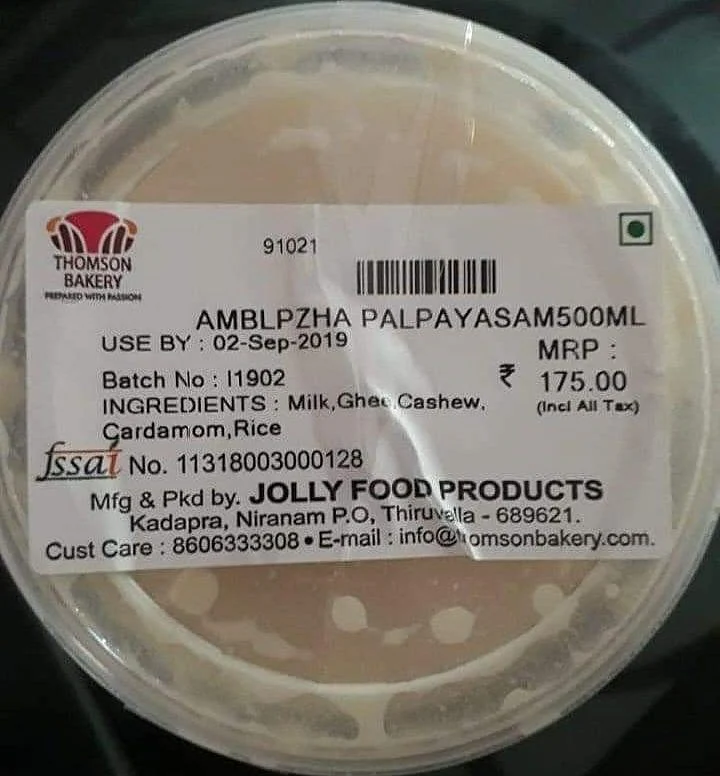 THOMSON
BAKERY
PREPARED WITH PASSION
91021
AMBLPZHA PALPAYASAM500ML
USE BY : 02-Sep-2019
MRP :
₹ 175.00
(Incl All Tax)
Batch No : I1902
INGREDIENTS : Milk,Ghee,Cashew,
Cardamom,Rice
fssai No. 11318003000128
Mfg & Pkd by. JOLLY FOOD PRODUCTS
Kadapra, Niranam P.O, Thiruvalla - 689621.
Cust Care : 8606333308 • E-mail : info@thomsonbakery.com.